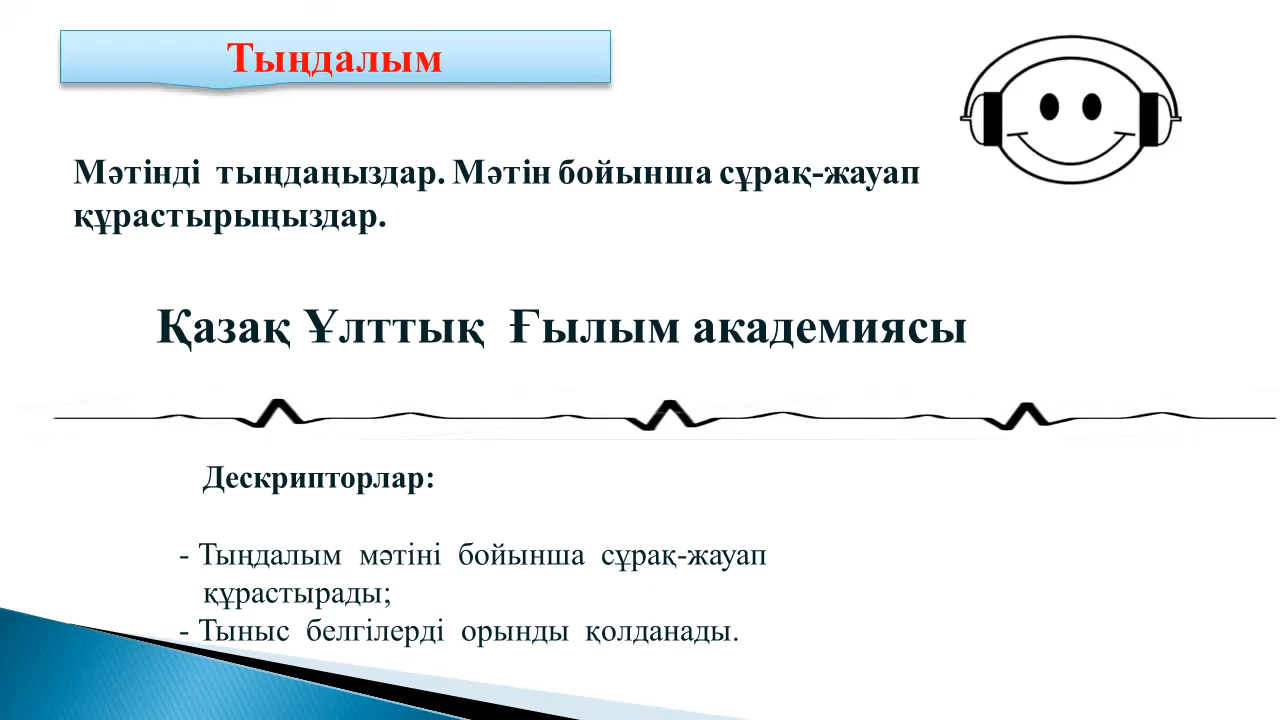 Тыңдалым
Мәтінді тыңдаңыздар. Мәтін бойынша сұрақ-жауап
құрастырыңыздар.
Қазақ Ұлттық Ғылым академиясы
Дескрипторлар:
- Тыңдалым мәтіні бойынша сұрақ-жауап
құрастырады;
- Тыныс белгілерді орынды қолданады.